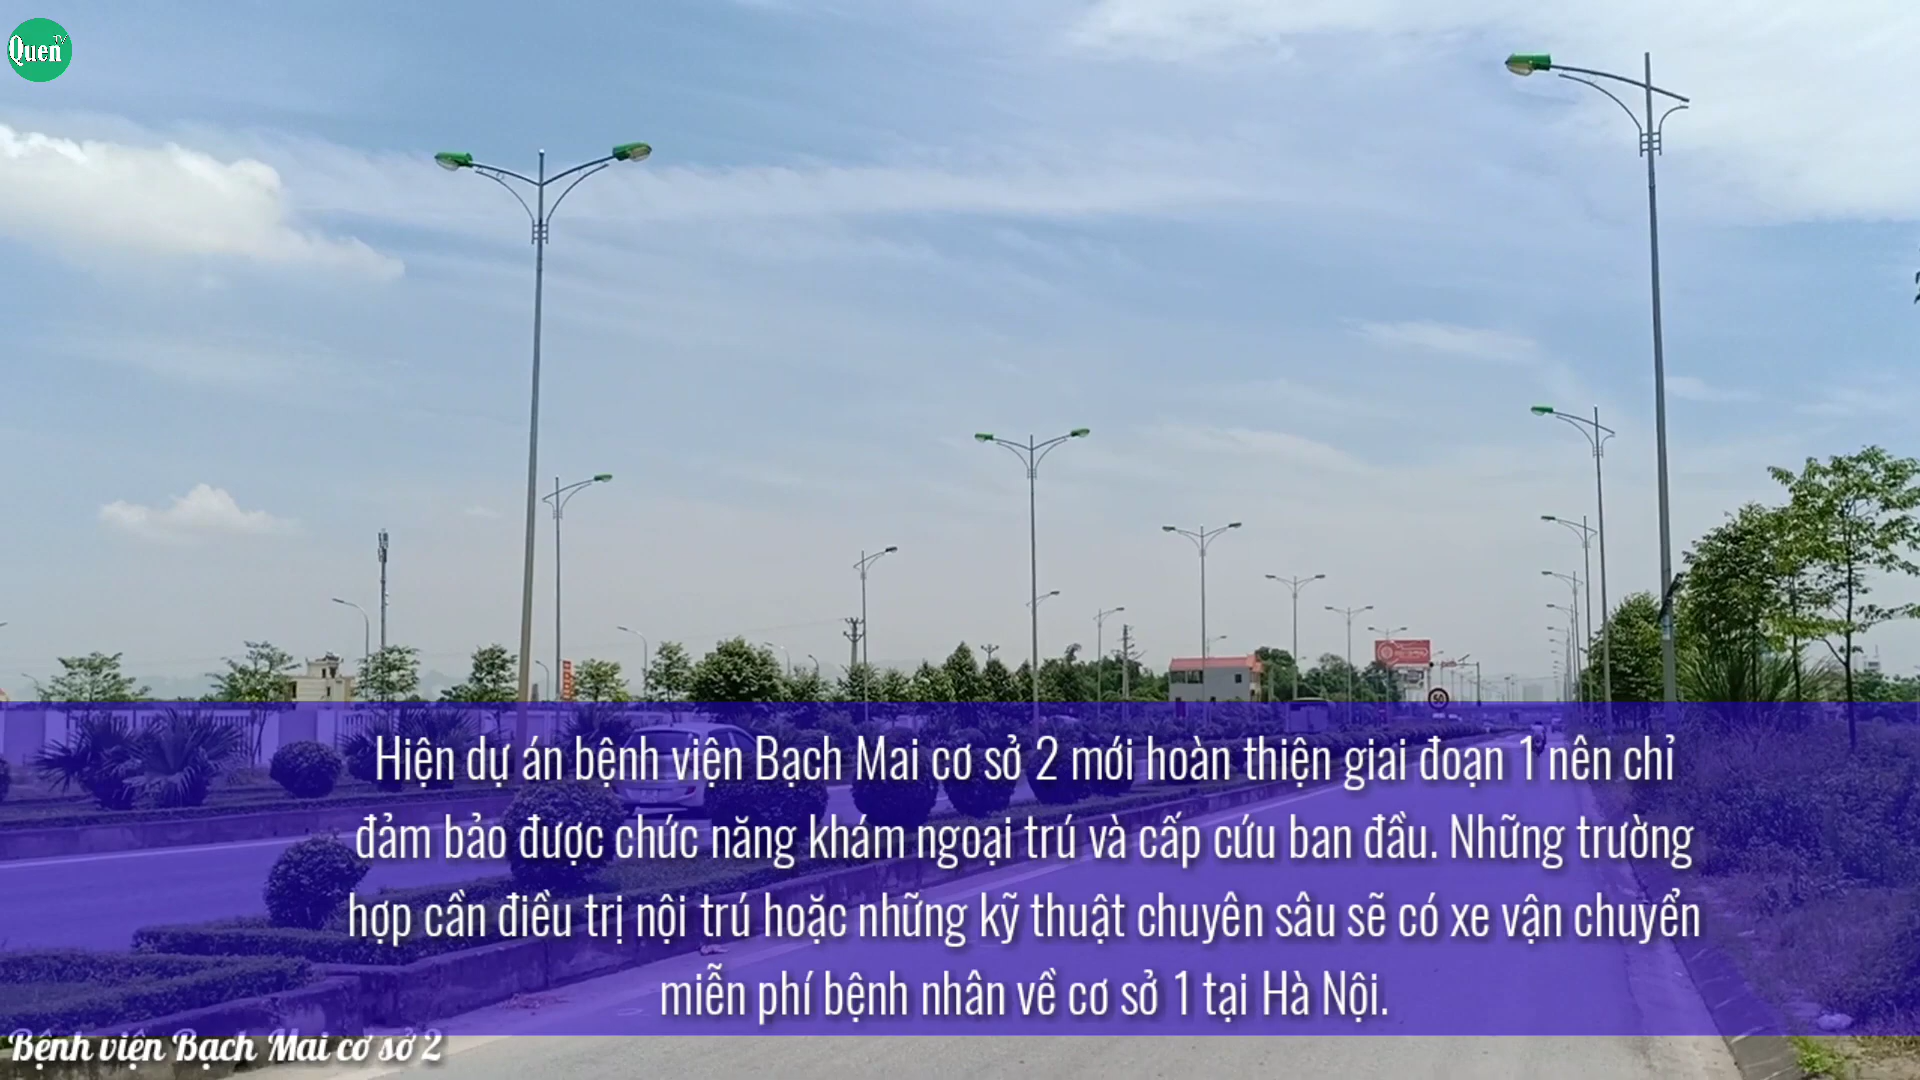 Quen TV
Hiện dự án bệnh viện Bạch Mai cơ sở 2 mới hoàn thiện giai đoạn 1 nên chỉ
đảm bảo được chức năng khám ngoại trú và cấp cứu ban đầu. Những trường
hợp cần điều trị nội trú hoặc những kỹ thuật chuyên sâu sẽ có xe vận chuyển
miễn phí bệnh nhân về cơ sở 1 tại Hà Nội.
Bệnh viện Bạch Mai cơ sở 2
50